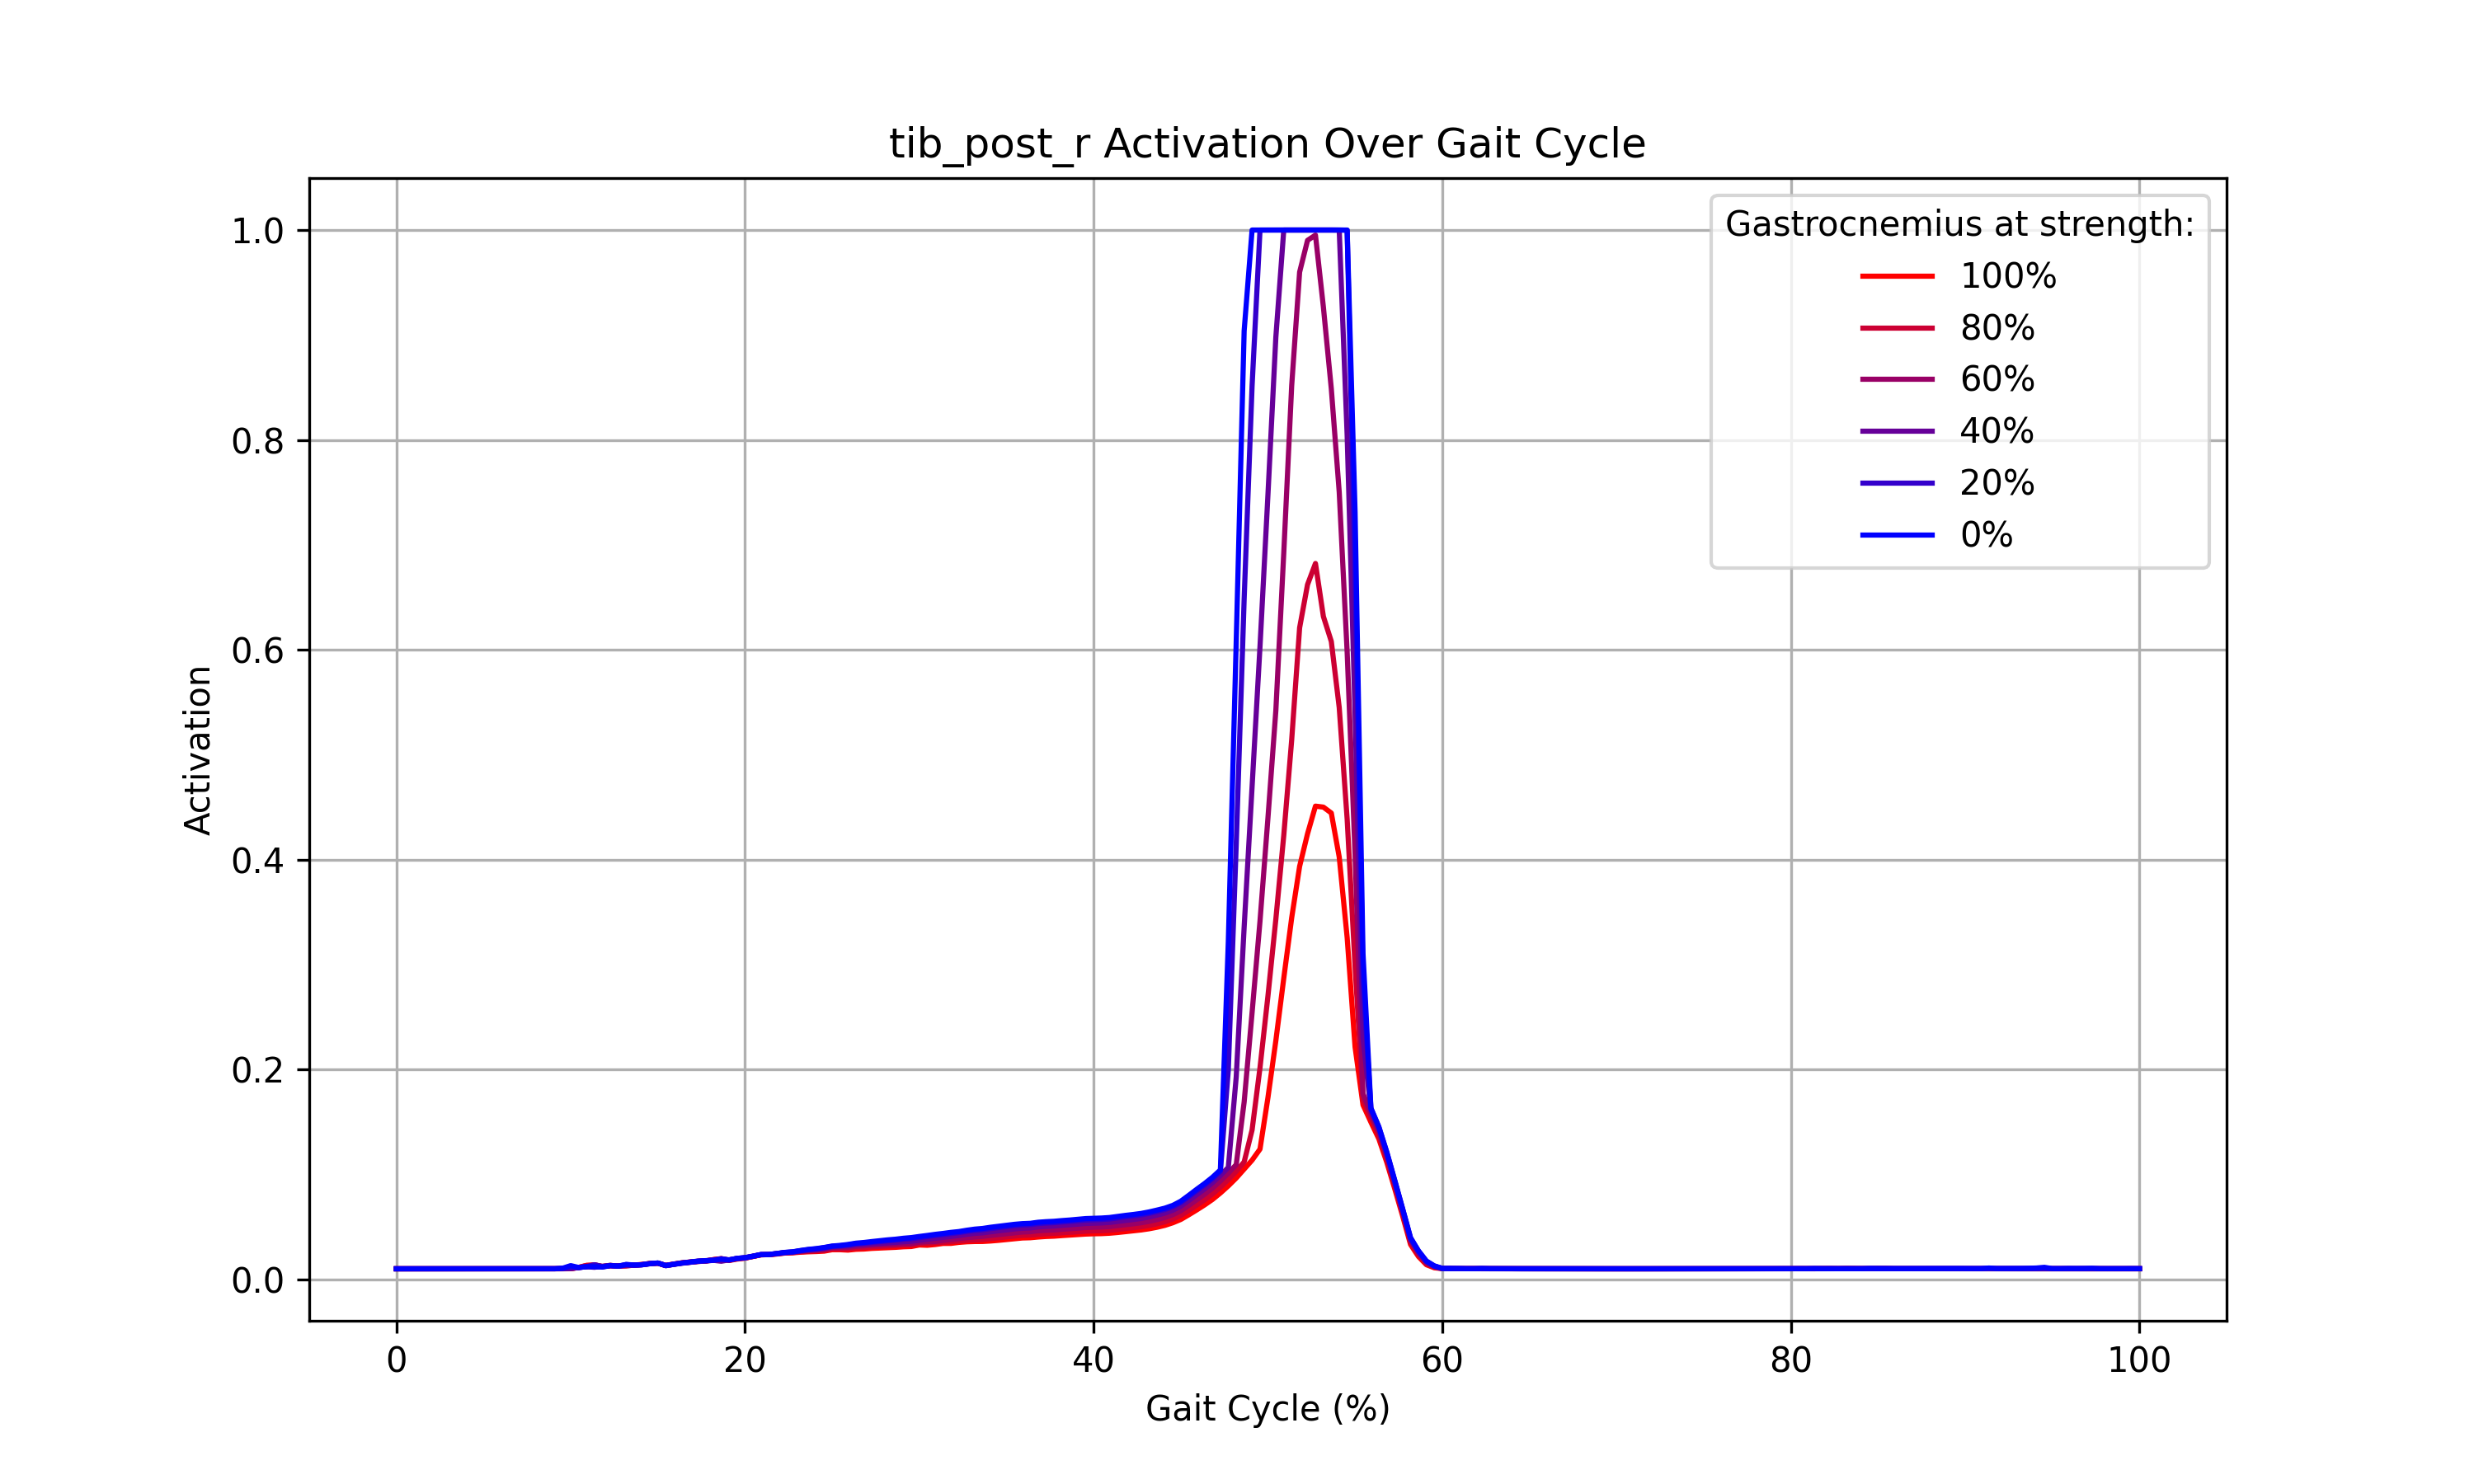 tib_post_r Activation Over Gait Cycle
Gastrocnemius at strength:
100%
80%
60%
40%
20%
0%
1.0
0.8
0.6
0.4
0.2
0.0
Activation
0 20 40 60 80 100
Gait Cycle (%)